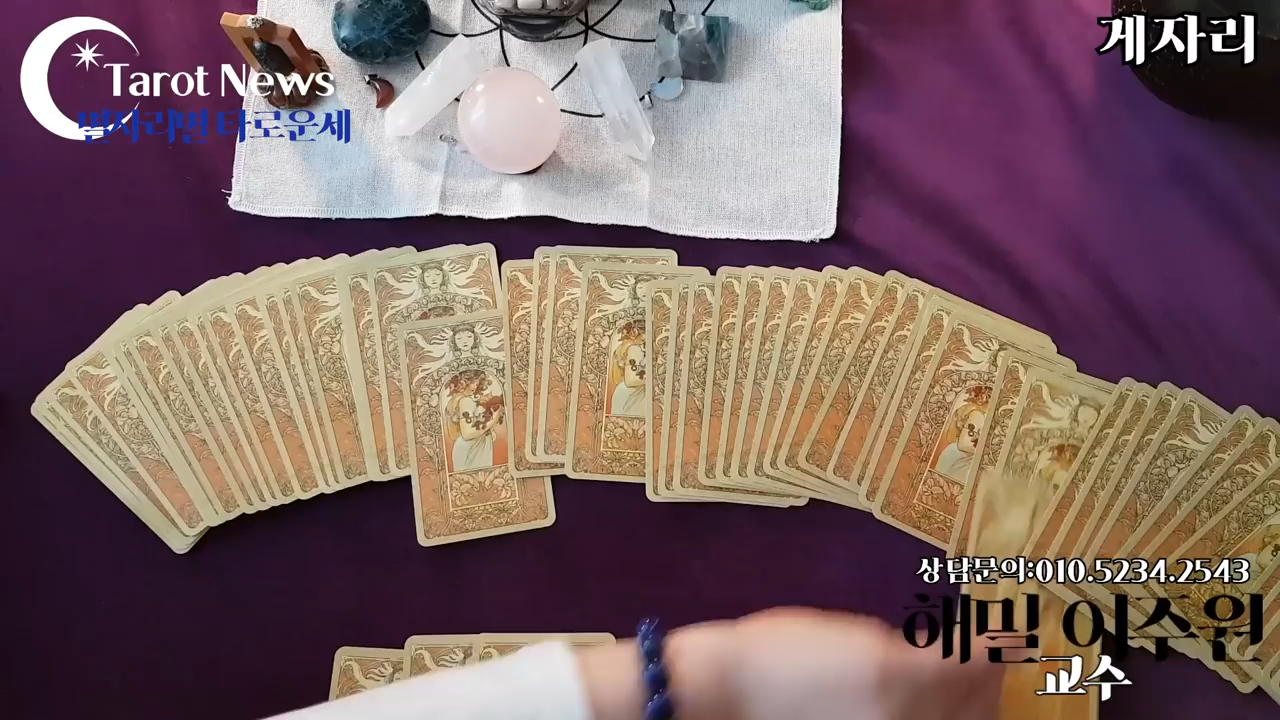 게자리
Tarot News
별자리별 타로운세
상담문의:010.5234.2543
해밀 이주원
교수